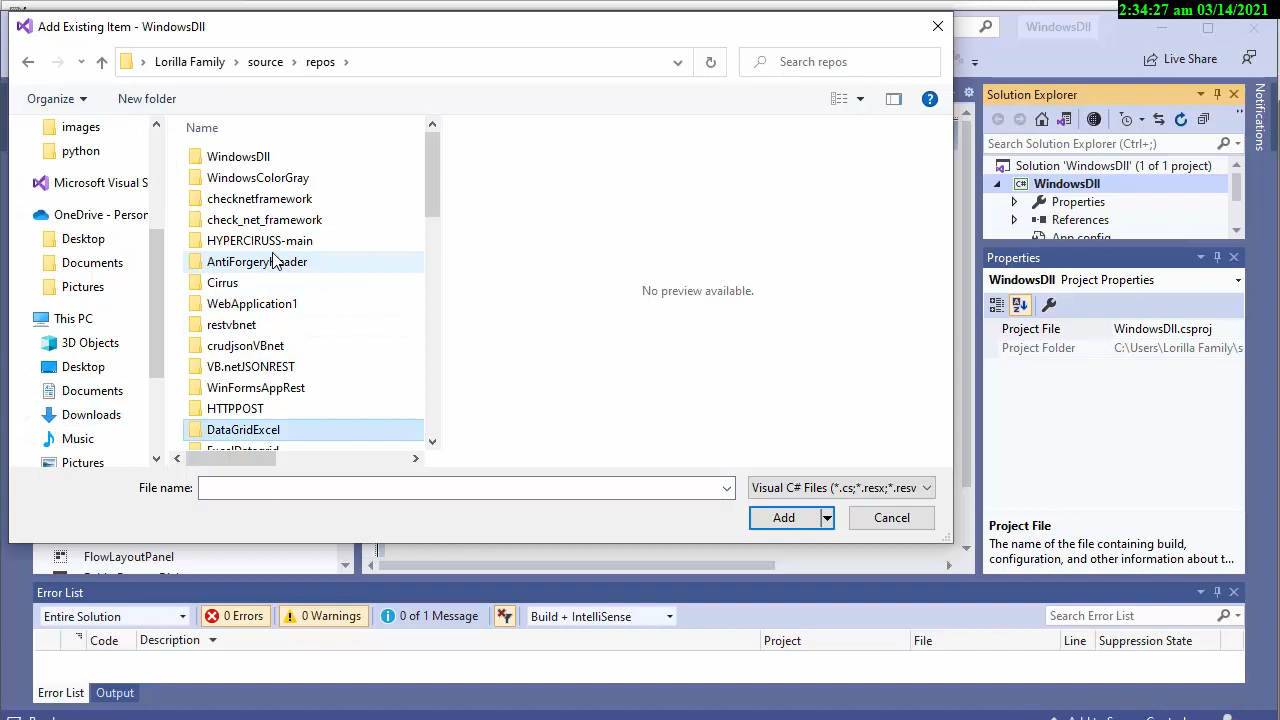 2:34:27 am 03/14/2021
Add Existing Item - WindowsDll
WindowsDll
Lorilla Family
source
repos
Search repos
Live Share
Organize
New folder
Name
images
python
Microsoft Visual S
OneDrive - Person
Desktop
Documents
Pictures
This PC
3D Objects
Desktop
Documents
Downloads
Music
Pictures
WindowsDll
WindowsColorGray
checknetframework
check_net_framework
HYPERCIRUSS-main
Cirrus
WebApplication1
restvbnet
crudjsonVBnet
VB.netJSONREST
WinFormsAppRest
HTTPPOST
DataGridExcel
ExcelDatagrid
No preview available.
File name:
Visual C# Files (*.cs;*.resx;*.resv
Add
Cancel
Solution Explorer
Search Solution Explorer (Ctrl+;)
Solution 'WindowsDll' (1 of 1 project)
C# WindowsDll
Properties
References
App.config
Properties
WindowsDll Project Properties
Project File
WindowsDll.csproj
Project Folder
C:\Users\Lorilla Family\s
Project File
The name of the file containing build,
configuration, and other information about t...
Notifications
FlowLayoutPanel
Error List
Entire Solution
0 Errors
0 Warnings
0 of 1 Message
Build + IntelliSense
Search Error List
Code
Description
Project
File
Line
Suppression State
Error List
Output